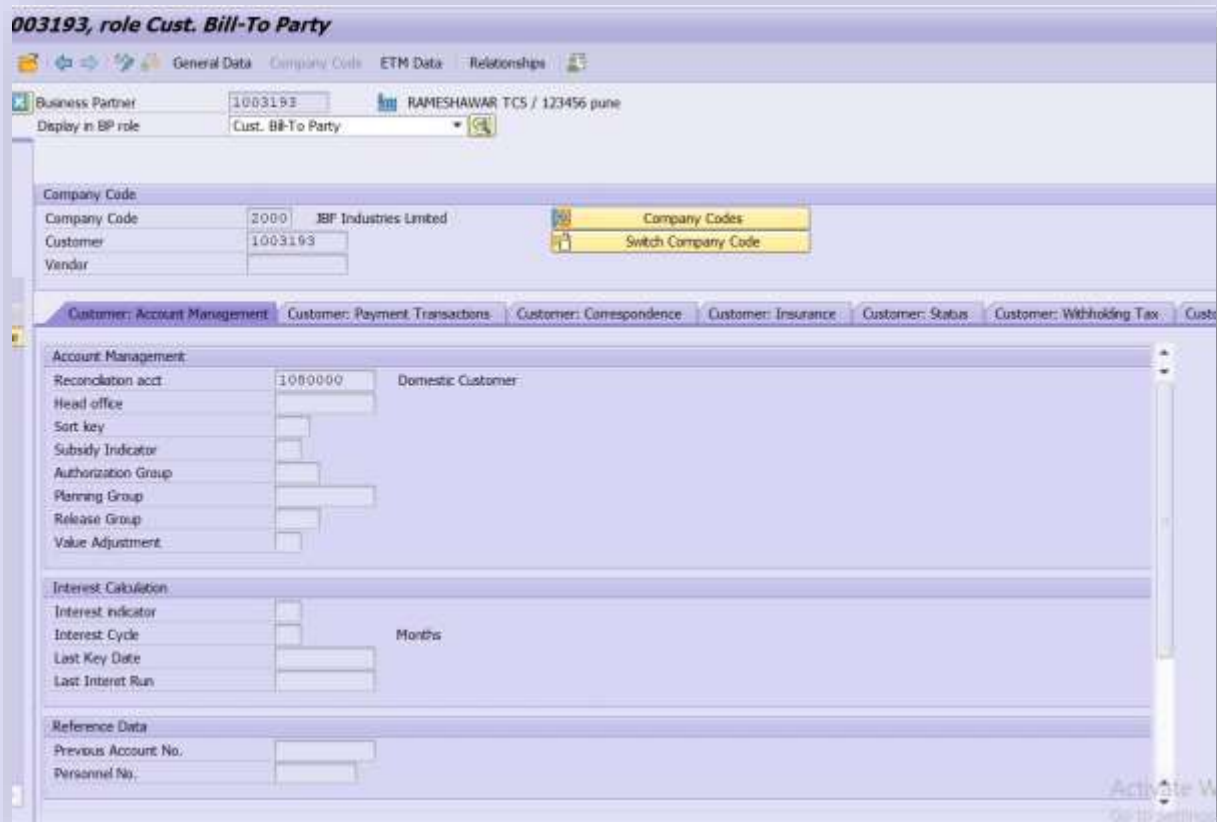 003193, role Cust. Bill-To Party
General Data Company Code ETM Data Relationships
Business Partner 1003193 RAMESHAWAR TCS / 123456 pune
Display in BP role Cust. Bill-To Party
Company Code
Company Code 2000 JBF Industries Limited Company Codes
Customer 1003193 Switch Company Code
Vendor
Customer: Account Management Customer: Payment Transactions Customer: Correspondence Customer: Insurance Customer: Status Customer: Withholding Tax Custo
Account Management
Reconciliation acct 1080000 Domestic Customer
Head office
Sort key
Subsidy Indicator
Authorization Group
Planning Group
Release Group
Value Adjustment
Interest Calculation
Interest indicator
Interest Cycle Months
Last Key Date
Last Interet Run
Reference Data
Previous Account No.
Personnel No.
Activate W
Go to settings